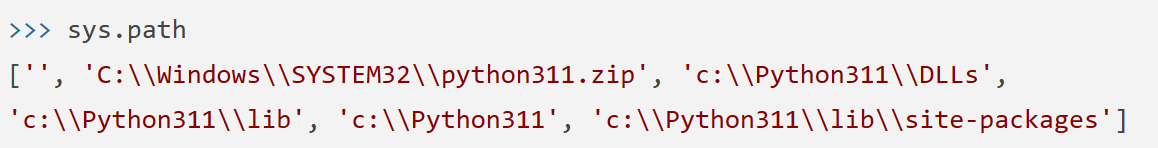 >>> sys.path
['', 'C:\\Windows\\SYSTEM32\\python311.zip', 'c:\\Python311\\DLLs',
'c:\\Python311\\lib', 'c:\\Python311', 'c:\\Python311\\lib\\site-packages']